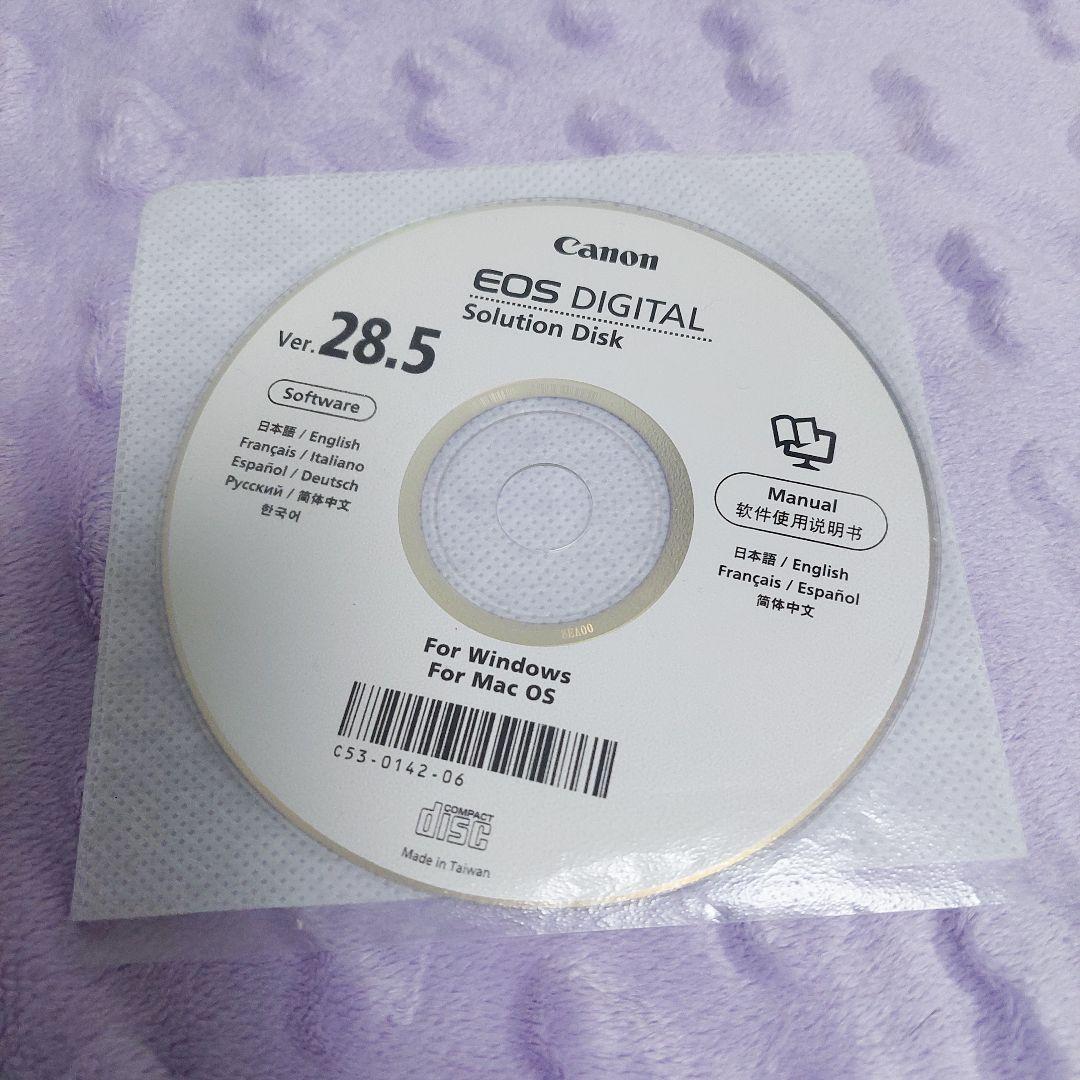 Canon
EOS DIGITAL
Solution Disk
Ver. 28.5
Software
日本語 / English
Français / Italiano
Español / Deutsch
Русский / 简体中文
한국어
Manual
软件使用说明书
日本語 / English
Français / Español
简体中文
For Windows
For Mac OS
C53-0142-06
COMPACT
disc
Made in Taiwan